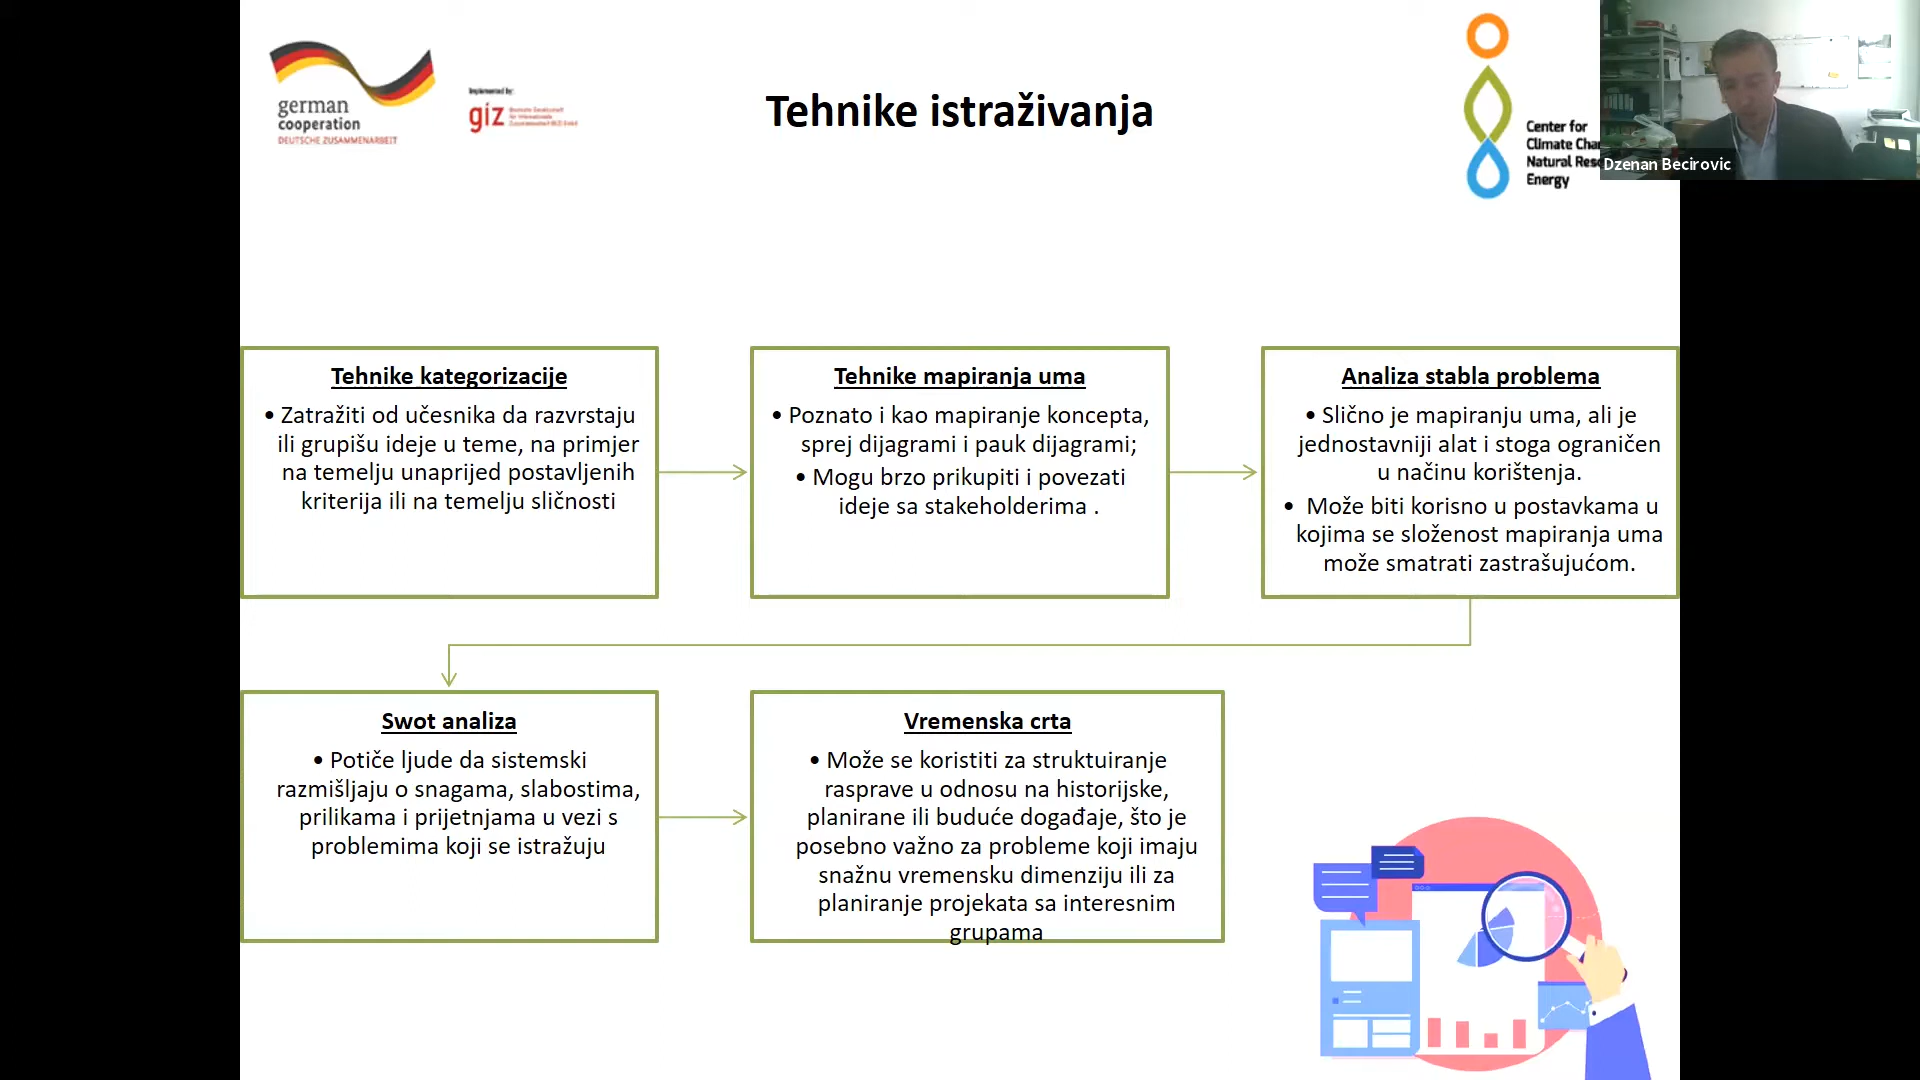 german
cooperation
DEUTSCHE ZUSAMMENARBEIT
Implemented by:
giz
Tehnike istraživanja
Center for
Climate Cha
Natural Reso
Energy
Dzenan Becirovic
Tehnike kategorizacije
• Zatražiti od učesnika da razvrstaju
ili grupišu ideje u teme, na primjer
na temelju unaprijed postavljenih
kriterija ili na temelju sličnosti
Tehnike mapiranja uma
• Poznato i kao mapiranje koncepta,
sprej dijagrami i pauk dijagrami;
• Mogu brzo prikupiti i povezati
ideje sa stakeholderima .
Analiza stabla problema
• Slično je mapiranju uma, ali je
jednostavniji alat i stoga ograničen
u načinu korištenja.
• Može biti korisno u postavkama u
kojima se složenost mapiranja uma
može smatrati zastrašujućom.
Swot analiza
• Potiče ljude da sistemski
razmišljaju o snagama, slabostima,
prilikama i prijetnjama u vezi s
problemima koji se istražuju
Vremenska crta
• Može se koristiti za struktuiranje
rasprave u odnosu na historijske,
planirane ili buduće događaje, što je
posebno važno za probleme koji imaju
snažnu vremensku dimenziju ili za
planiranje projekata sa interesnim
grupama